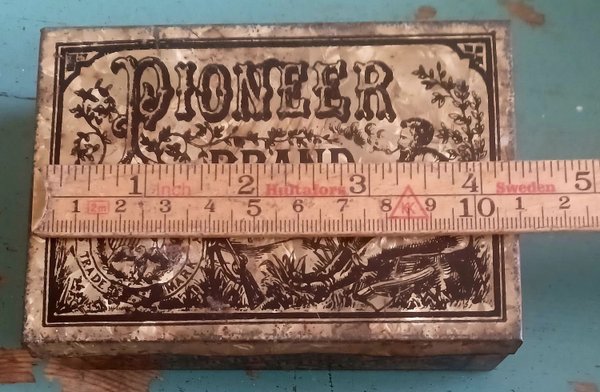 PIONEER
BRAND
1 inch 2 Hultafors 3 4 Sweden 5
1 2 3 4 5 6 7 8 9 10 1 2
TRADE MARK